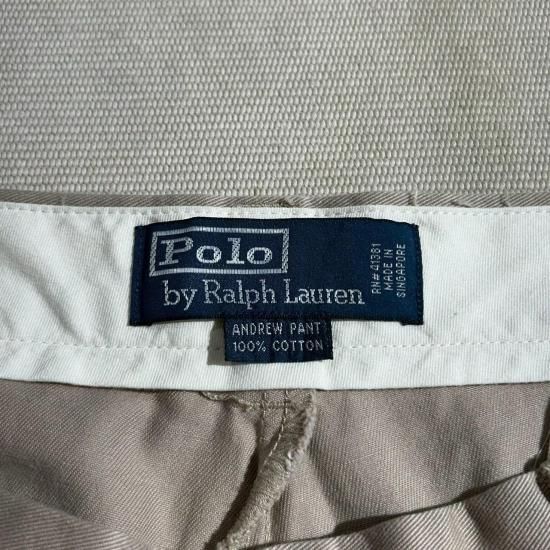 Polo
by Ralph Lauren
RN# 41381
MADE IN
SINGAPORE
ANDREW PANT
100% COTTON